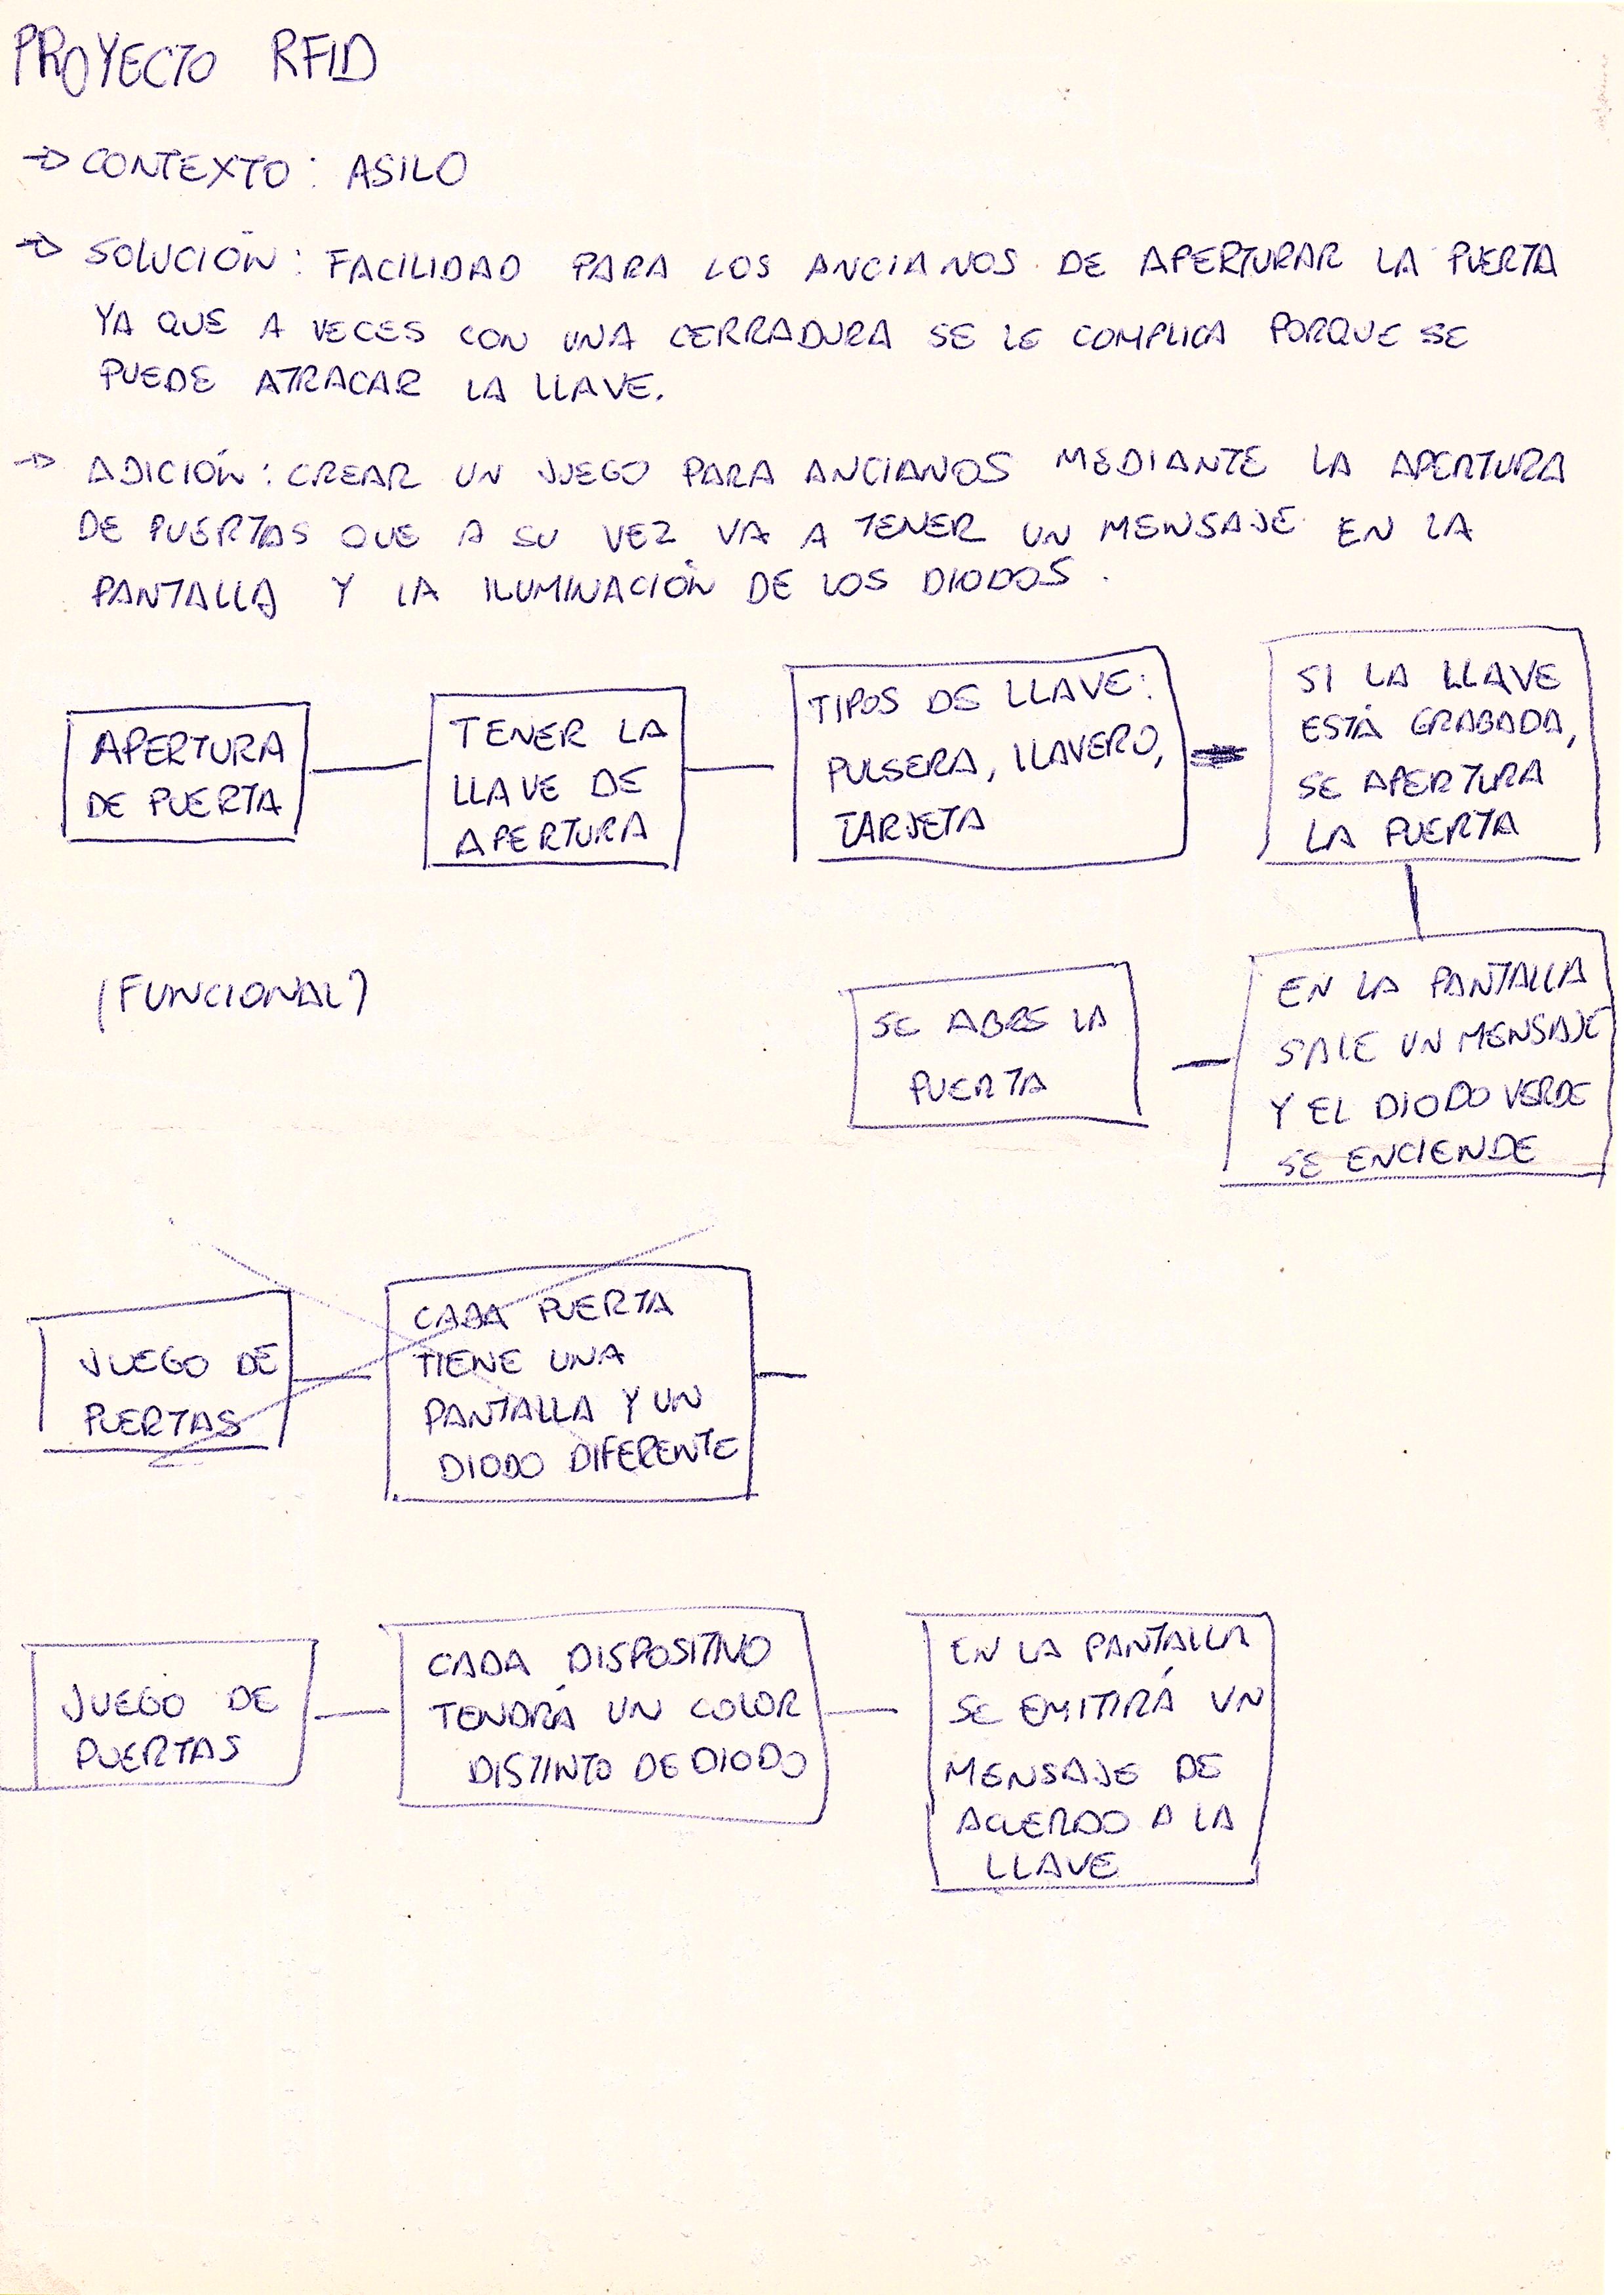 PROYECTO RFID
→ CONTEXTO: ASILO
→ SOLUCIÓN: FACILIDAD PARA LOS ANCIANOS DE APERTURAR LA PUERTA
YA QUE A VECES CON UNA CERRADURA SE LE COMPLICA PORQUE SE
PUEDE ATRACAR LA LLAVE.
→ ADICIÓN: CREAR UN JUEGO PARA ANCIANOS MEDIANTE LA APERTURA
DE PUERTAS QUE A SU VEZ VA A TENER UN MENSAJE EN LA
PANTALLA Y LA ILUMINACIÓN DE LOS DIODOS.
APERTURA
DE PUERTA
TENER LA
LLAVE DE
APERTURA
TIPOS DE LLAVE:
PULSERA, LLAVERO,
TARJETA
SI LA LLAVE
ESTÁ GRABADA,
SE APERTURA
LA PUERTA
EN LA PANTALLA
SALE UN MENSAJE
Y EL DIODO VERDE
SE ENCIENDE
SE ABRE LA
PUERTA
(FUNCIONAL)
JUEGO DE
PUERTAS
CADA PUERTA
TIENE UNA
PANTALLA Y UN
DIODO DIFERENTE
JUEGO DE
PUERTAS
CADA DISPOSITIVO
TENDRÁ UN COLOR
DISTINTO DE DIODO
EN LA PANTALLA
SE EMITIRÁ UN
MENSAJE DE
ACUERDO A LA
LLAVE